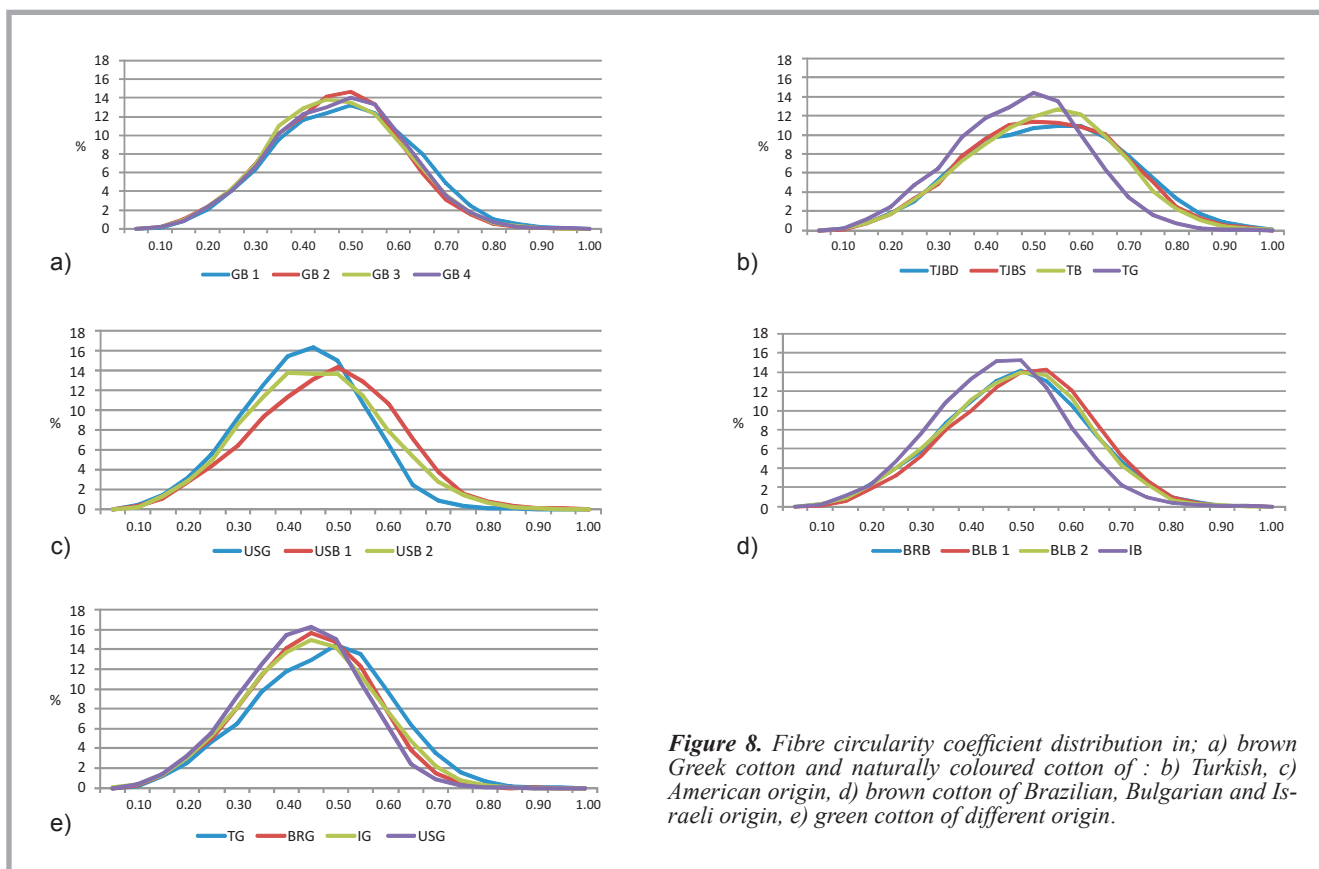 18
16
14
12
10
8
6
4
2
0
%
0.10 0.20 0.30 0.40 0.50 0.60 0.70 0.80 0.90 1.00
a)
GB 1 GB 2 GB 3 GB 4
18
16
14
12
10
8
6
4
2
0
%
0.10 0.20 0.30 0.40 0.50 0.60 0.70 0.80 0.90 1.00
b)
TJBD TJBS TB TG
18
16
14
12
10
8
6
4
2
0
%
0.10 0.20 0.30 0.40 0.50 0.60 0.70 0.80 0.90 1.00
c)
USG USB 1 USB 2
18
16
14
12
10
8
6
4
2
0
%
0.10 0.20 0.30 0.40 0.50 0.60 0.70 0.80 0.90 1.00
d)
BRB BLB 1 BLB 2 IB
18
16
14
12
10
8
6
4
2
0
%
0.10 0.20 0.30 0.40 0.50 0.60 0.70 0.80 0.90 1.00
e)
TG BRG IG USG
Figure 8. Fibre circularity coefficient distribution in; a) brown
Greek cotton and naturally coloured cotton of : b) Turkish, c)
American origin, d) brown cotton of Brazilian, Bulgarian and Is-
raeli origin, e) green cotton of different origin.